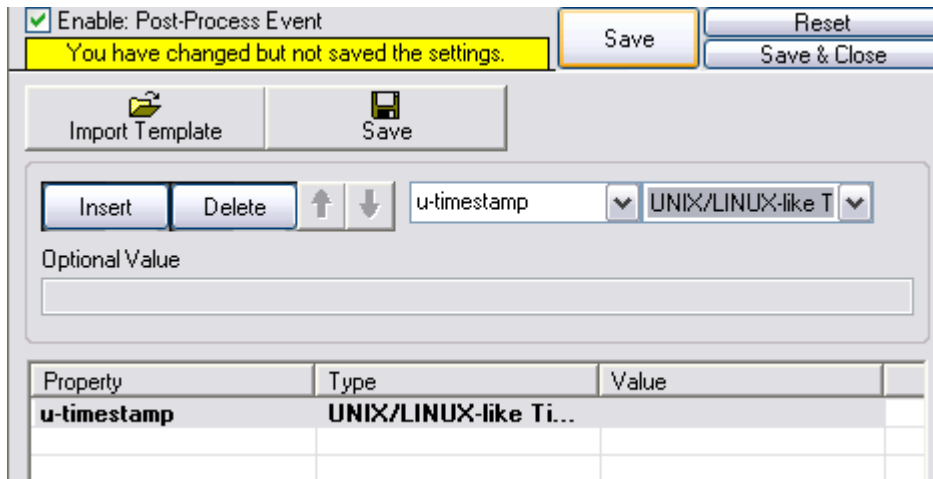 Enable: Post-Process Event
You have changed but not saved the settings.
Save
Reset
Save & Close
Import Template
Save
Insert
Delete
u-timestamp
UNIX/LINUX-like T
Optional Value
Property Type Value
u-timestamp UNIX/LINUX-like Ti...